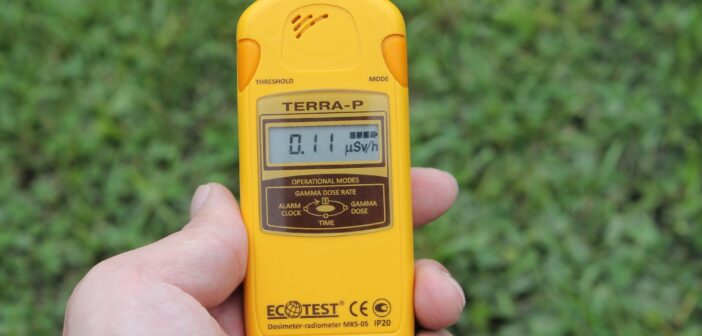 THRESHOLD MODE
TERRA-P
0.11 μSv/h
OPERATIONAL MODES
GAMMA DOSE RATE
ALARM CLOCK
GAMMA DOSE
TIME
ECOTEST® CE
Dosimeter-radiometer MKS-05 IP20